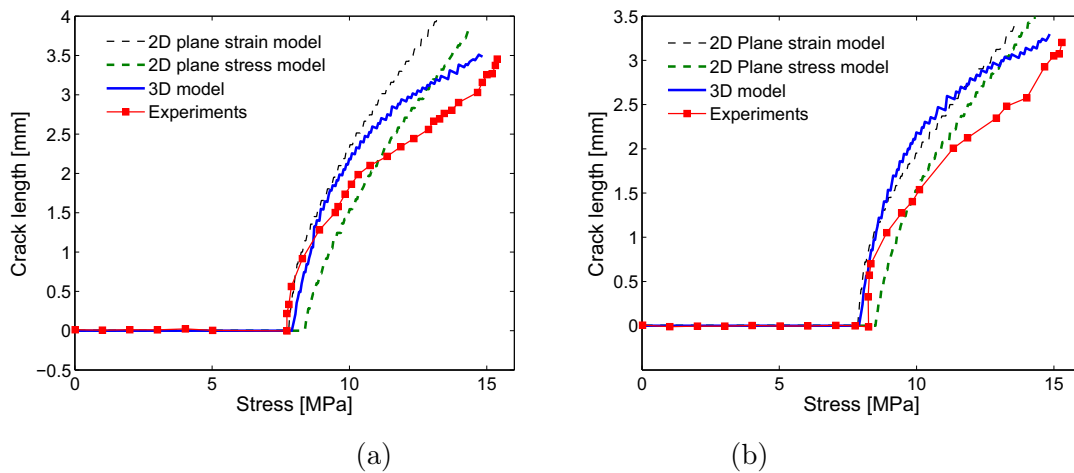 4
3.5
3
2.5
2
1.5
1
0.5
0
−0.5
Crack length [mm]
2D plane strain model
2D plane stress model
3D model
Experiments
0 5 10 15
Stress [MPa]
(a)
3.5
3
2.5
2
1.5
1
0.5
0
Crack length [mm]
2D Plane strain model
2D Plane stress model
3D model
Experiments
0 5 10 15
Stress [MPa]
(b)